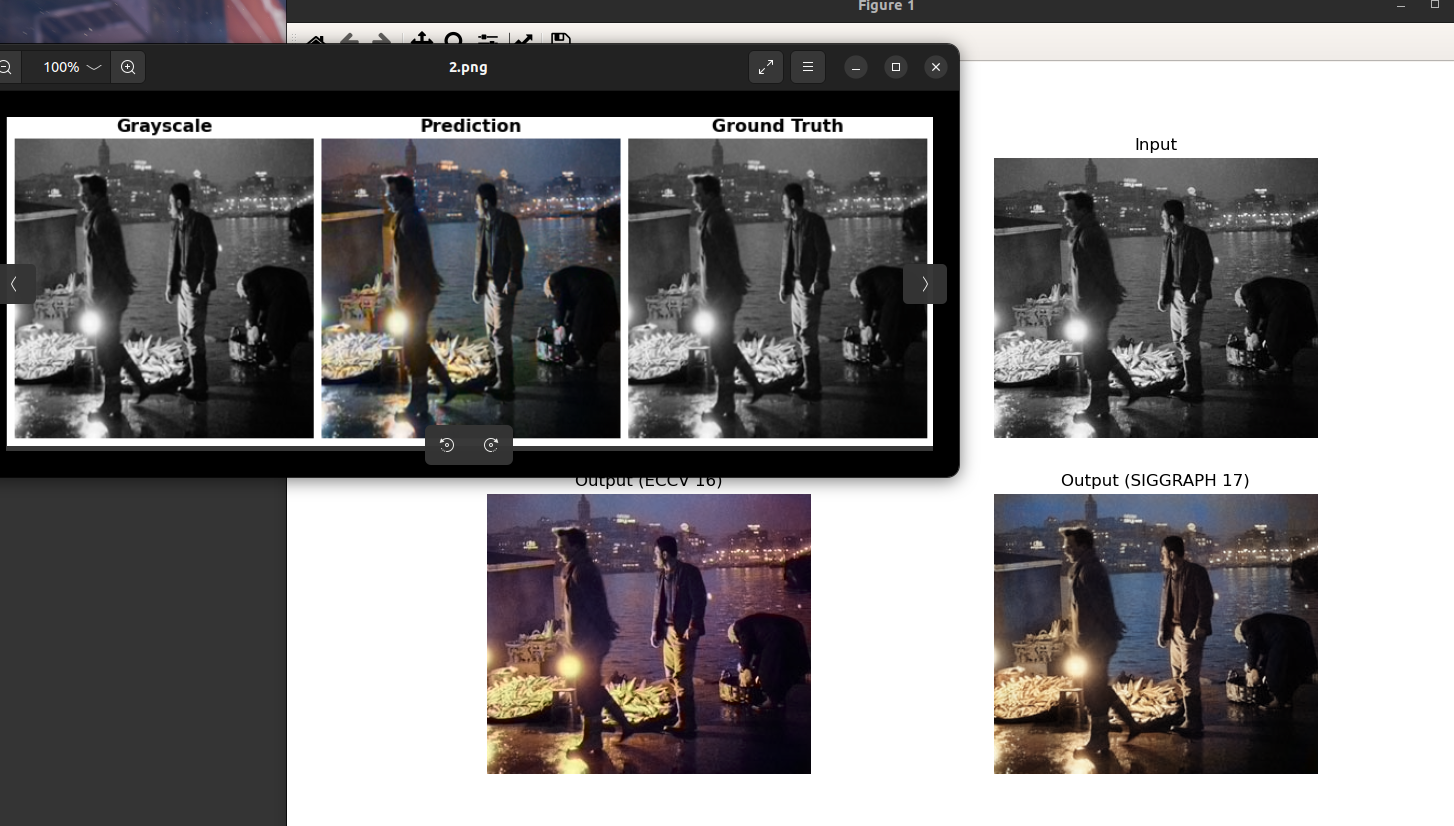 Figure 1
100%
2.png
Grayscale
Prediction
Ground Truth
Input
Output (ECCV 16)
Output (SIGGRAPH 17)